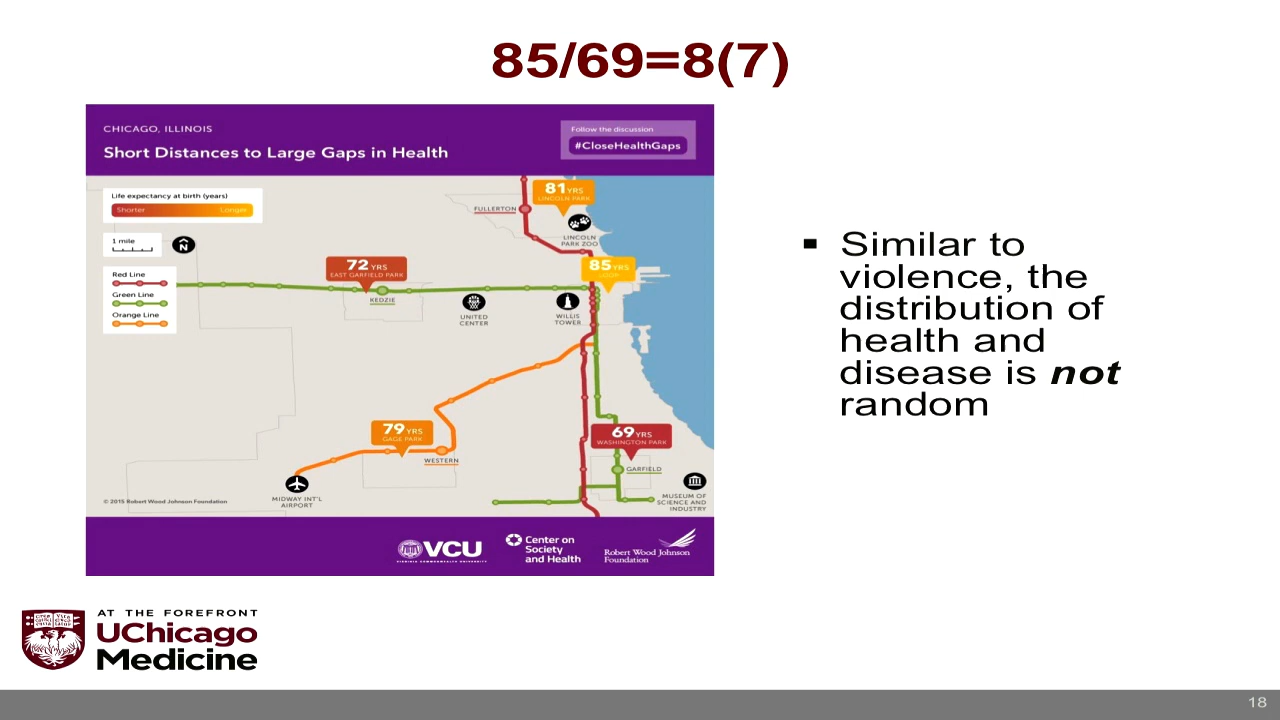 85/69=8(7)
CHICAGO, ILLINOIS
Short Distances to Large Gaps in Health
Follow the discussion
#CloseHealthGaps
Life expectancy at birth (years)
Shorter Longer
1 mile
N
Red Line
Green Line
Orange Line
81 YRS
LINCOLN PARK
FULLERTON
LINCOLN
PARK ZOO
72 YRS
EAST GARFIELD PARK
KEDZIE
85 YRS
LOOP
UNITED
CENTER
WILLIS
TOWER
79 YRS
GAGE PARK
WESTERN
MIDWAY INT'L
AIRPORT
69 YRS
WASHINGTON PARK
GARFIELD
MUSEUM OF
SCIENCE AND
INDUSTRY
© 2015 Robert Wood Johnson Foundation
VCU
VIRGINIA COMMONWEALTH UNIVERSITY
Center on
Society
and Health
Robert Wood Johnson
Foundation
▪ Similar to
violence, the
distribution of
health and
disease is not
random
AT THE FOREFRONT
UChicago
Medicine
18